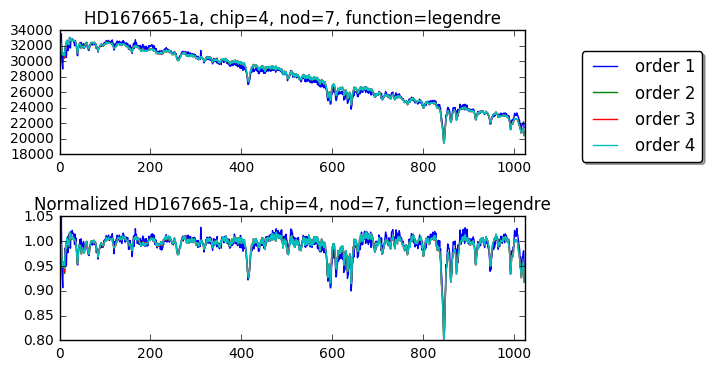 HD167665-1a, chip=4, nod=7, function=legendre
34000
32000
30000
28000
26000
24000
22000
20000
18000
0 200 400 600 800 1000
order 1
order 2
order 3
order 4
Normalized HD167665-1a, chip=4, nod=7, function=legendre
1.05
1.00
0.95
0.90
0.85
0.80
0 200 400 600 800 1000